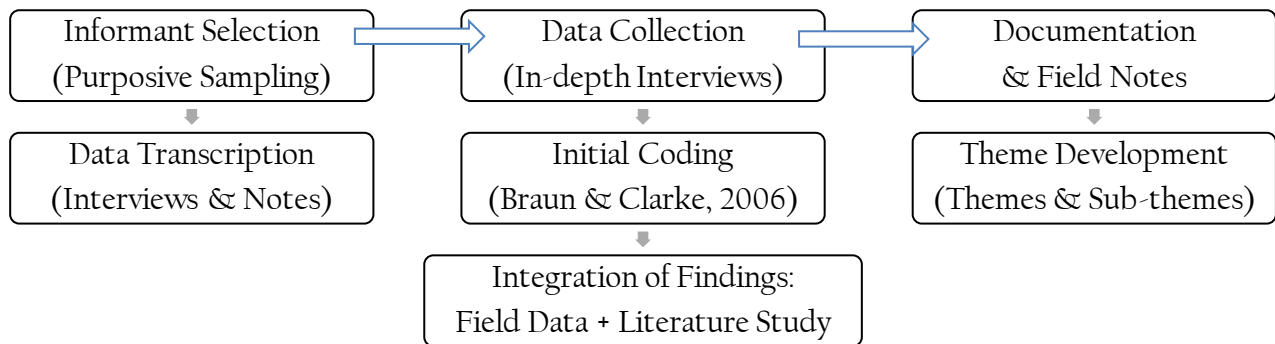 Informant Selection
(Purposive Sampling)
Data Collection
(In-depth Interviews)
Documentation
& Field Notes
Data Transcription
(Interviews & Notes)
Initial Coding
(Braun & Clarke, 2006)
Theme Development
(Themes & Sub-themes)
Integration of Findings:
Field Data + Literature Study